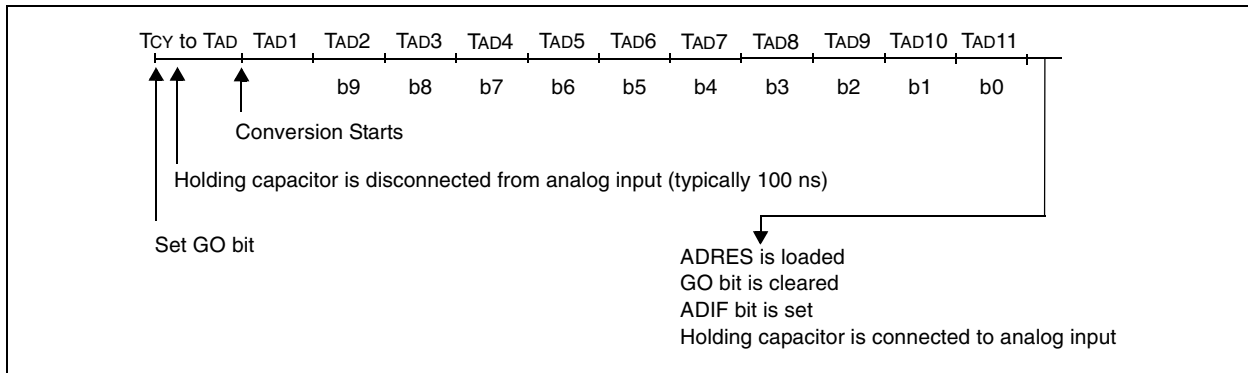 TCY to TAD TAD1 TAD2 TAD3 TAD4 TAD5 TAD6 TAD7 TAD8 TAD9 TAD10 TAD11
b9 b8 b7 b6 b5 b4 b3 b2 b1 b0
Conversion Starts
Holding capacitor is disconnected from analog input (typically 100 ns)
Set GO bit
ADRES is loaded
GO bit is cleared
ADIF bit is set
Holding capacitor is connected to analog input